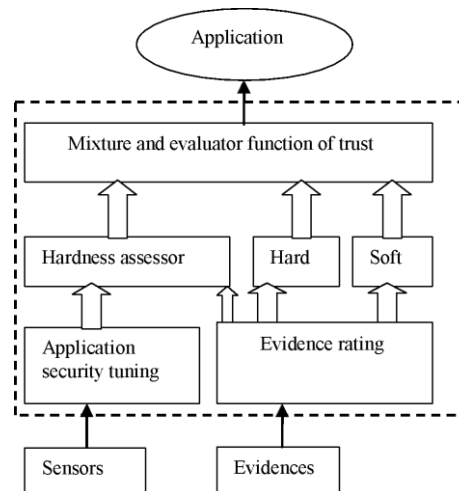 Application
Mixture and evaluator function of trust
Hardness assessor
Hard
Soft
Application
security tuning
Evidence rating
Sensors
Evidences